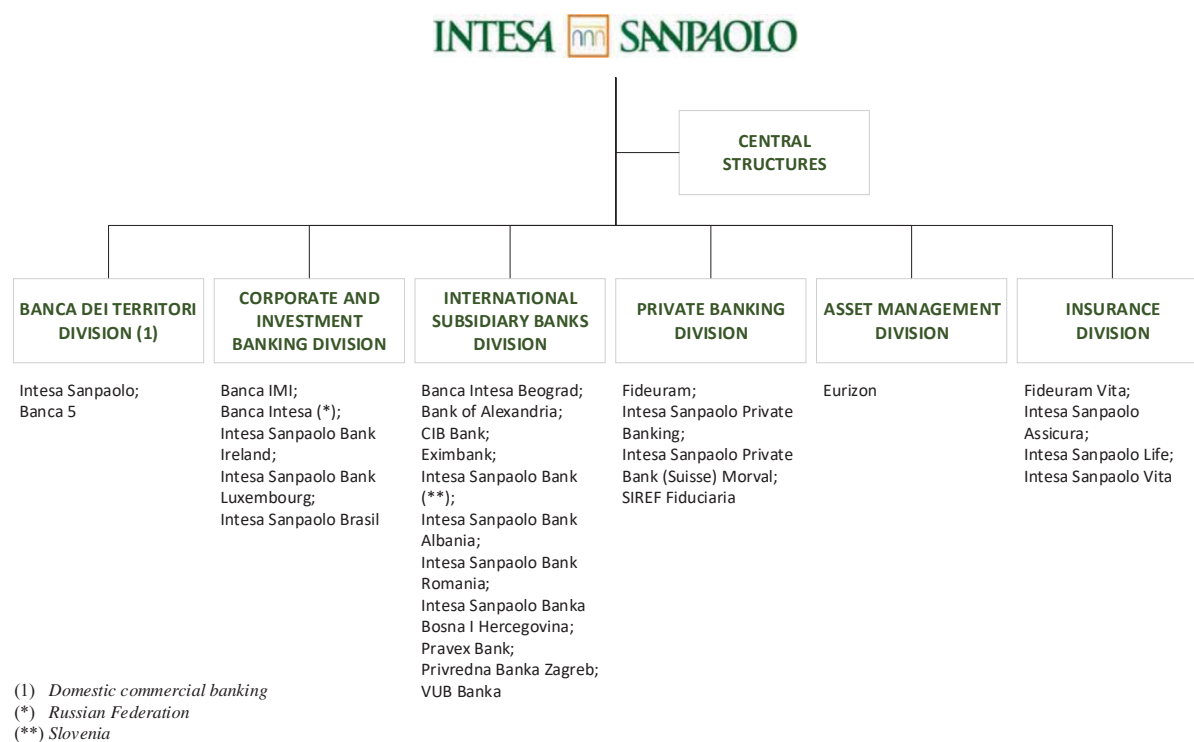 INTESA SANPAOLO
CENTRAL
STRUCTURES
BANCA DEI TERRITORI
DIVISION (1)
CORPORATE AND
INVESTMENT
BANKING DIVISION
INTERNATIONAL
SUBSIDIARY BANKS
DIVISION
PRIVATE BANKING
DIVISION
ASSET MANAGEMENT
DIVISION
INSURANCE
DIVISION
Intesa Sanpaolo;
Banca 5
Banca IMI;
Banca Intesa (*);
Intesa Sanpaolo Bank
Ireland;
Intesa Sanpaolo Bank
Luxembourg;
Intesa Sanpaolo Brasil
Banca Intesa Beograd;
Bank of Alexandria;
CIB Bank;
Eximbank;
Intesa Sanpaolo Bank
(**);
Intesa Sanpaolo Bank
Albania;
Intesa Sanpaolo Bank
Romania;
Intesa Sanpaolo Banka
Bosna I Hercegovina;
Pravex Bank;
Privredna Banka Zagreb;
VUB Banka
Fideuram;
Intesa Sanpaolo Private
Banking;
Intesa Sanpaolo Private
Bank (Suisse) Morval;
SIREF Fiduciaria
Eurizon
Fideuram Vita;
Intesa Sanpaolo
Assicura;
Intesa Sanpaolo Life;
Intesa Sanpaolo Vita
(1) Domestic commercial banking
(*) Russian Federation
(**) Slovenia